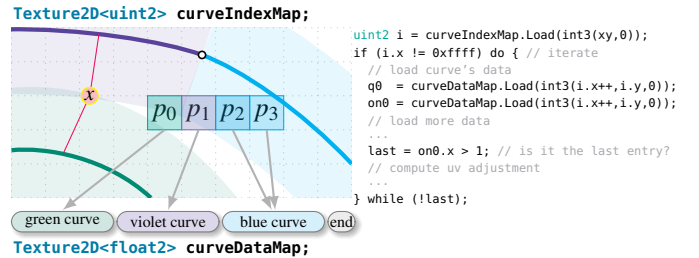 Texture2D<uint2> curveIndexMap;
x
p0 p1 p2 p3
green curve violet curve blue curve end
Texture2D<float2> curveDataMap;
uint2 i = curveIndexMap.Load(int3(xy,0));
if (i.x != 0xffff) do { // iterate
// load curve's data
q0 = curveDataMap.Load(int3(i.x++,i.y,0));
on0 = curveDataMap.Load(int3(i.x++,i.y,0));
// load more data
...
last = on0.x > 1; // is it the last entry?
// compute uv adjustment
...
} while (!last);